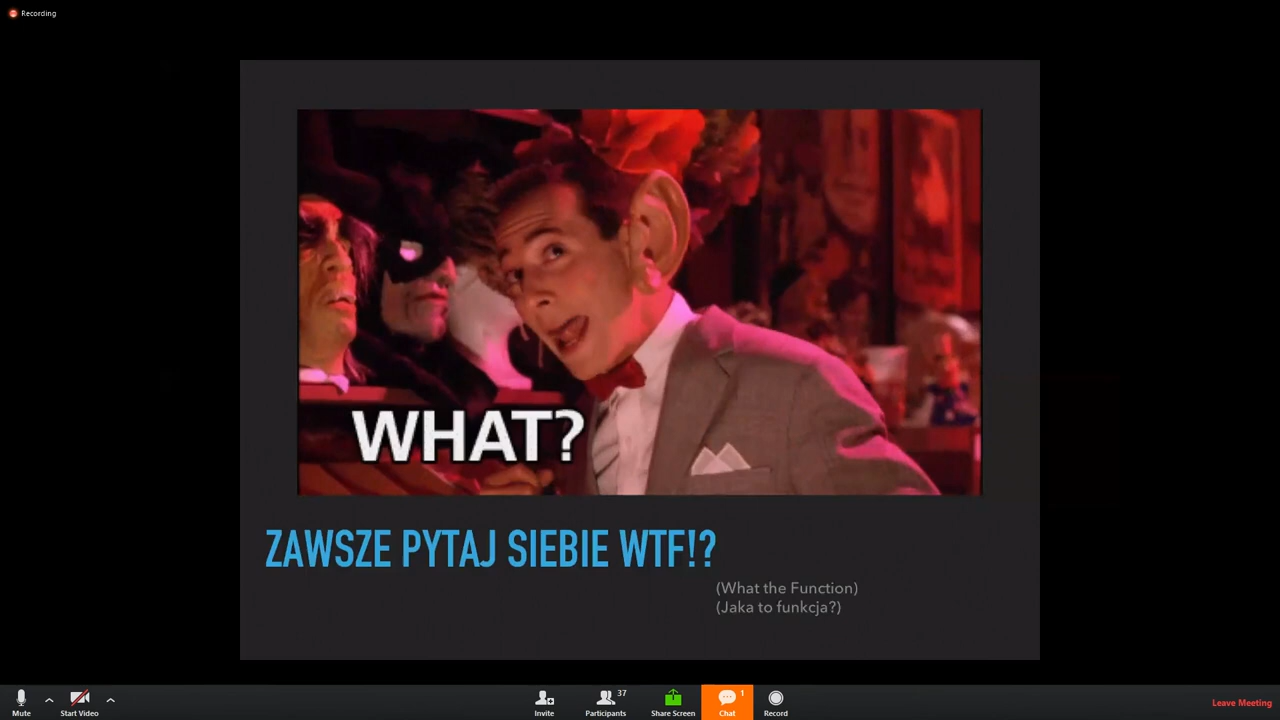 Recording
WHAT?
ZAWSZE PYTAJ SIEBIE WTF!?
(What the Function)
(Jaka to funkcja?)
Mute
Start Video
Invite
37
Participants
Share Screen
1
Chat
Record
Leave Meeting